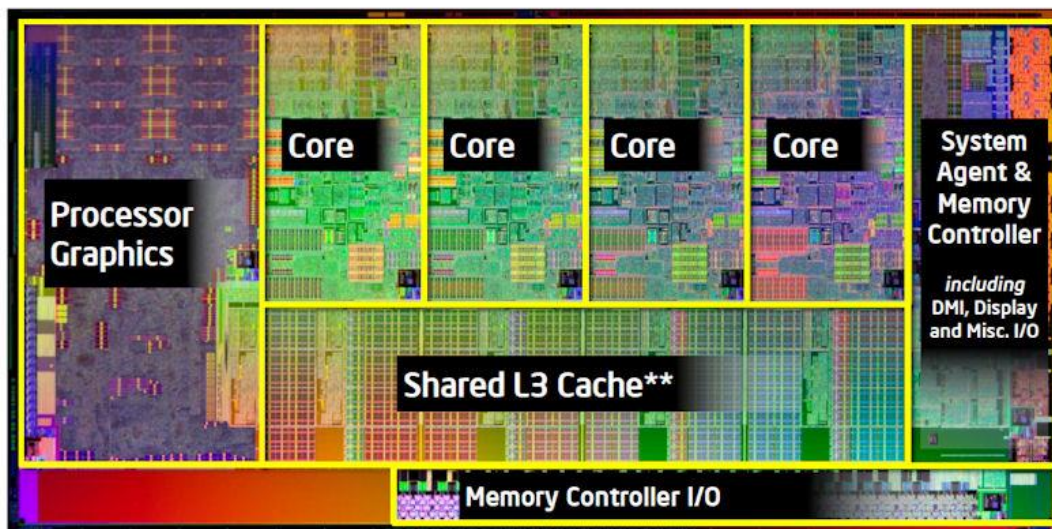 Processor
Graphics
Core
Core
Core
Core
System
Agent &
Memory
Controller
including
DMI, Display
and Misc. I/O
Shared L3 Cache**
Memory Controller I/O